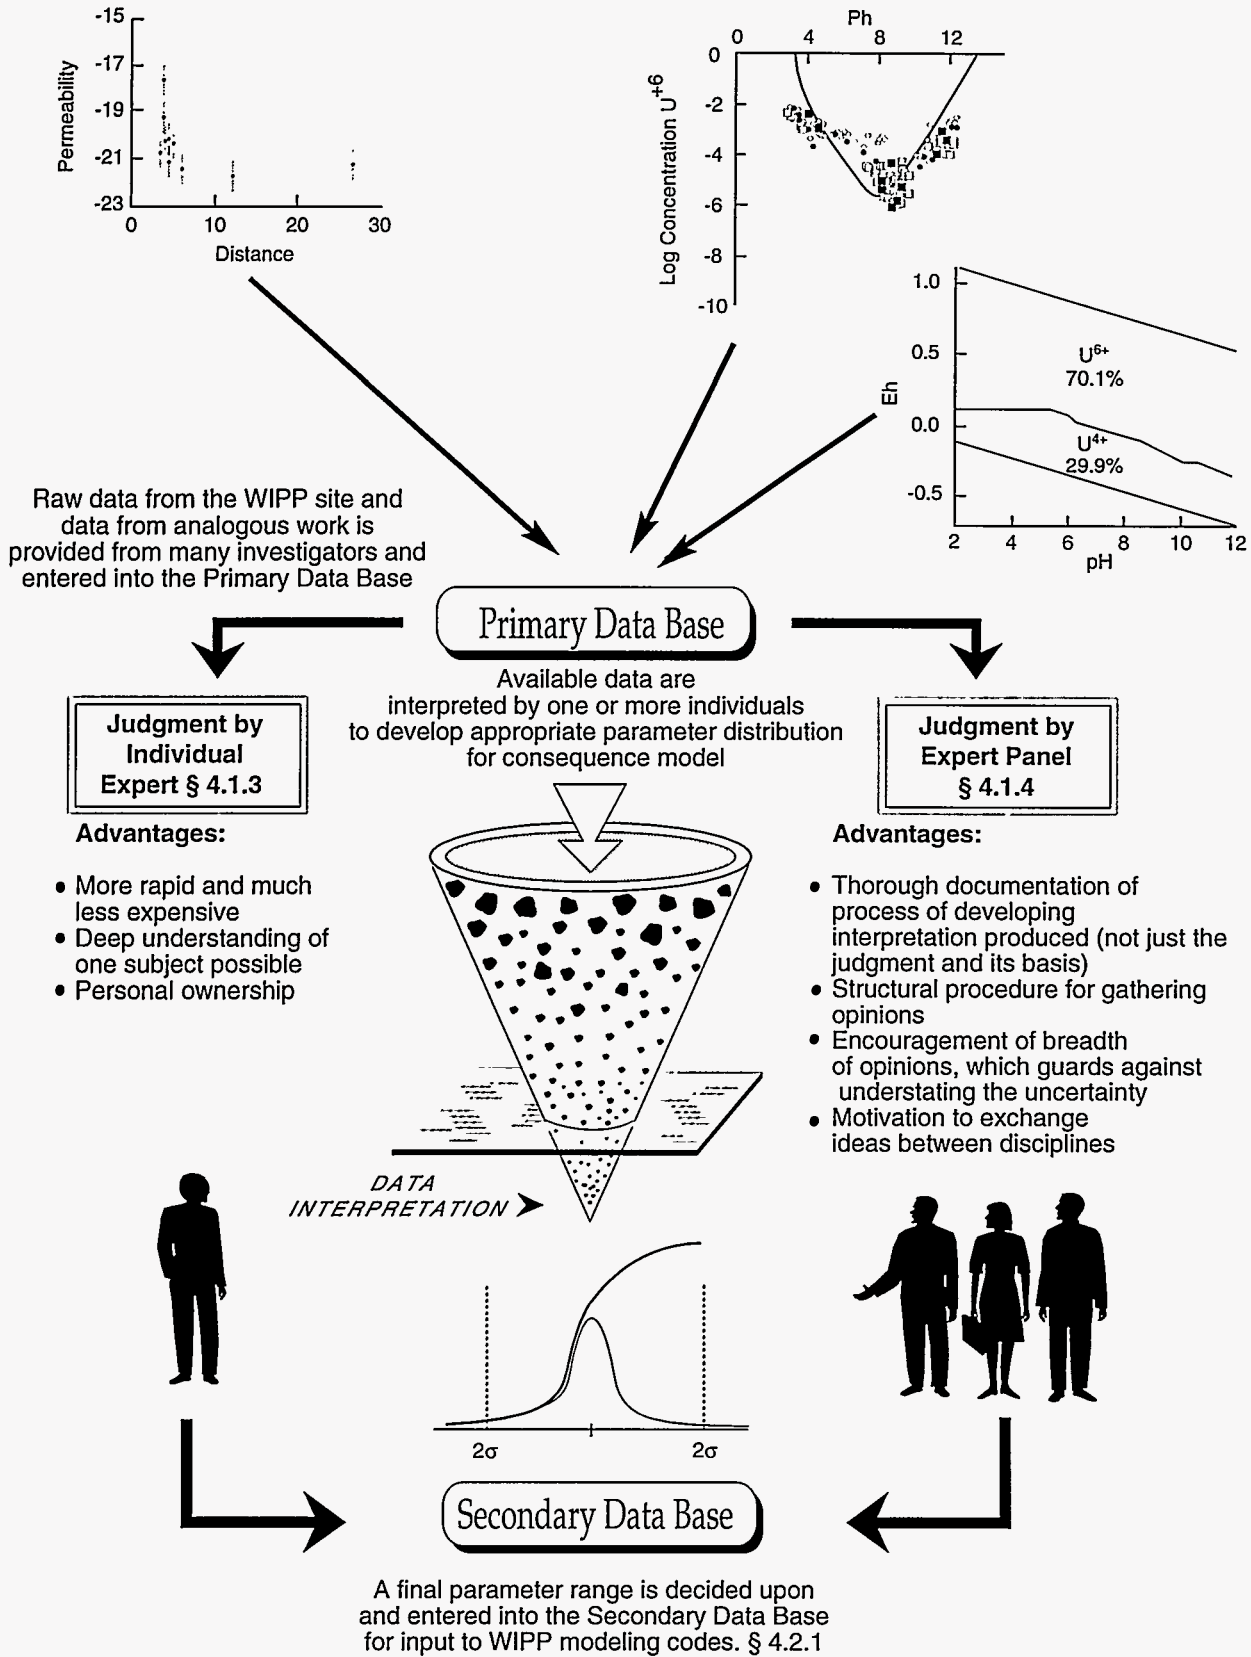 -15
-17
-19
-21
-23
Permeability
0 10 20 30
Distance
Ph
0 4 8 12
0
-2
-4
-6
-8
-10
Log Concentration U+6
1.0
0.5
0.0
-0.5
Eh
U6+
70.1%
U4+
29.9%
2 4 6 8 10 12
pH
Raw data from the WIPP site and
data from analogous work is
provided from many investigators and
entered into the Primary Data Base
Primary Data Base
Available data are
interpreted by one or more individuals
to develop appropriate parameter distribution
for consequence model
Judgment by
Individual
Expert § 4.1.3
Advantages:
• More rapid and much
less expensive
• Deep understanding of
one subject possible
• Personal ownership
Judgment by
Expert Panel
§ 4.1.4
Advantages:
• Thorough documentation of
process of developing
interpretation produced (not just the
judgment and its basis)
• Structural procedure for gathering
opinions
• Encouragement of breadth
of opinions, which guards against
understating the uncertainty
• Motivation to exchange
ideas between disciplines
DATA
INTERPRETATION
2σ 2σ
Secondary Data Base
A final parameter range is decided upon
and entered into the Secondary Data Base
for input to WIPP modeling codes. § 4.2.1